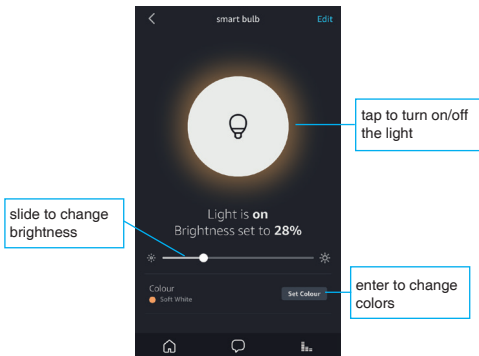 smart bulb
Edit
tap to turn on/off
the light
slide to change
brightness
Light is on
Brightness set to 28%
Colour
Soft White
Set Colour
enter to change
colors